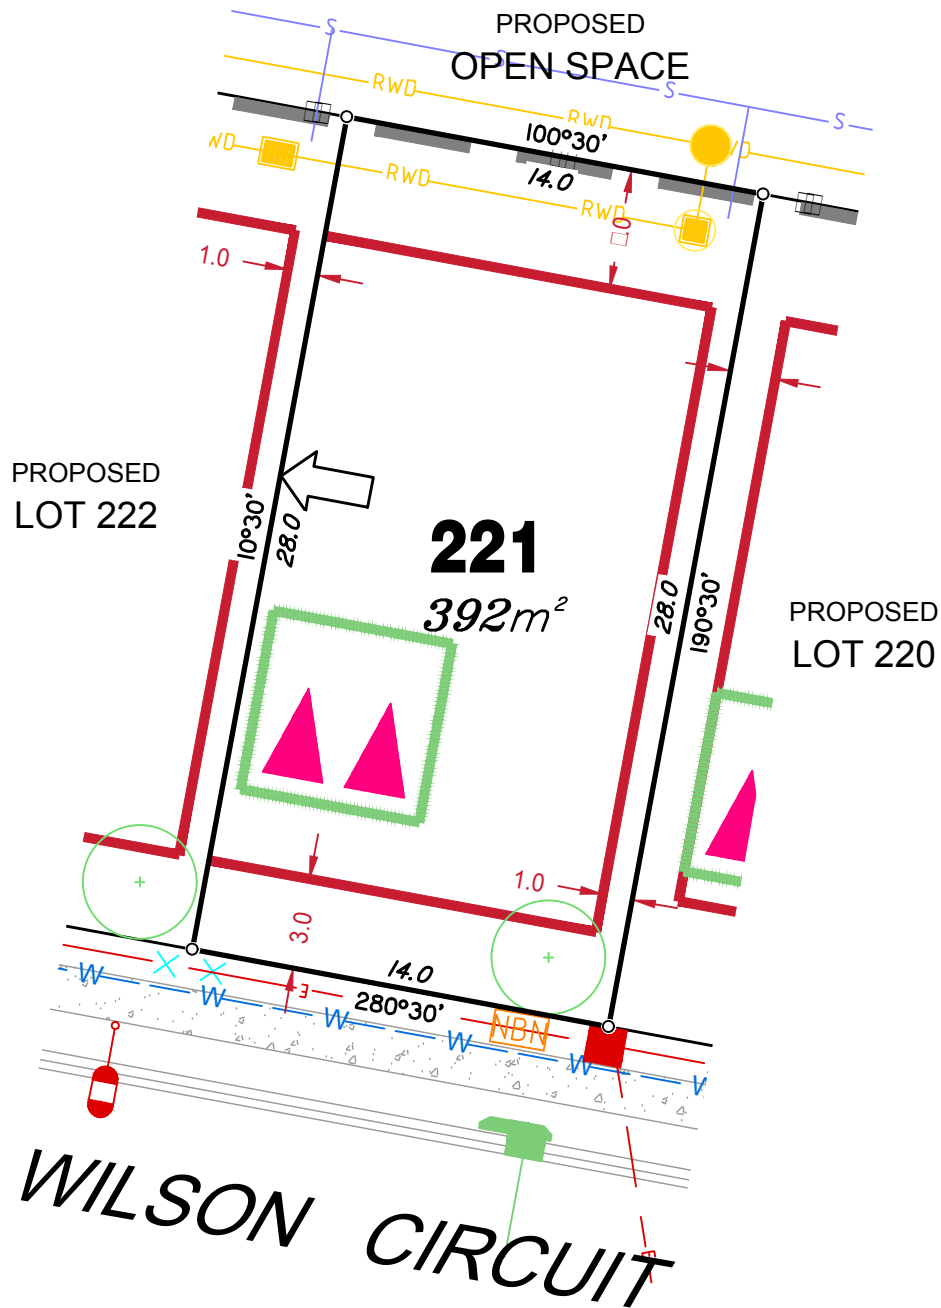 PROPOSED
OPEN SPACE
S
S
S
S
RWD
RWD
WD
WD
RWD
RWD
100°30'
14.0
1.0
PROPOSED
LOT 222
10°30'
28.0
221
392m²
28.0
190°30'
PROPOSED
LOT 220
1.0
3.0
14.0
280°30'
E
W
W
W
W
W
W
NBN
E
WILSON CIRCUIT